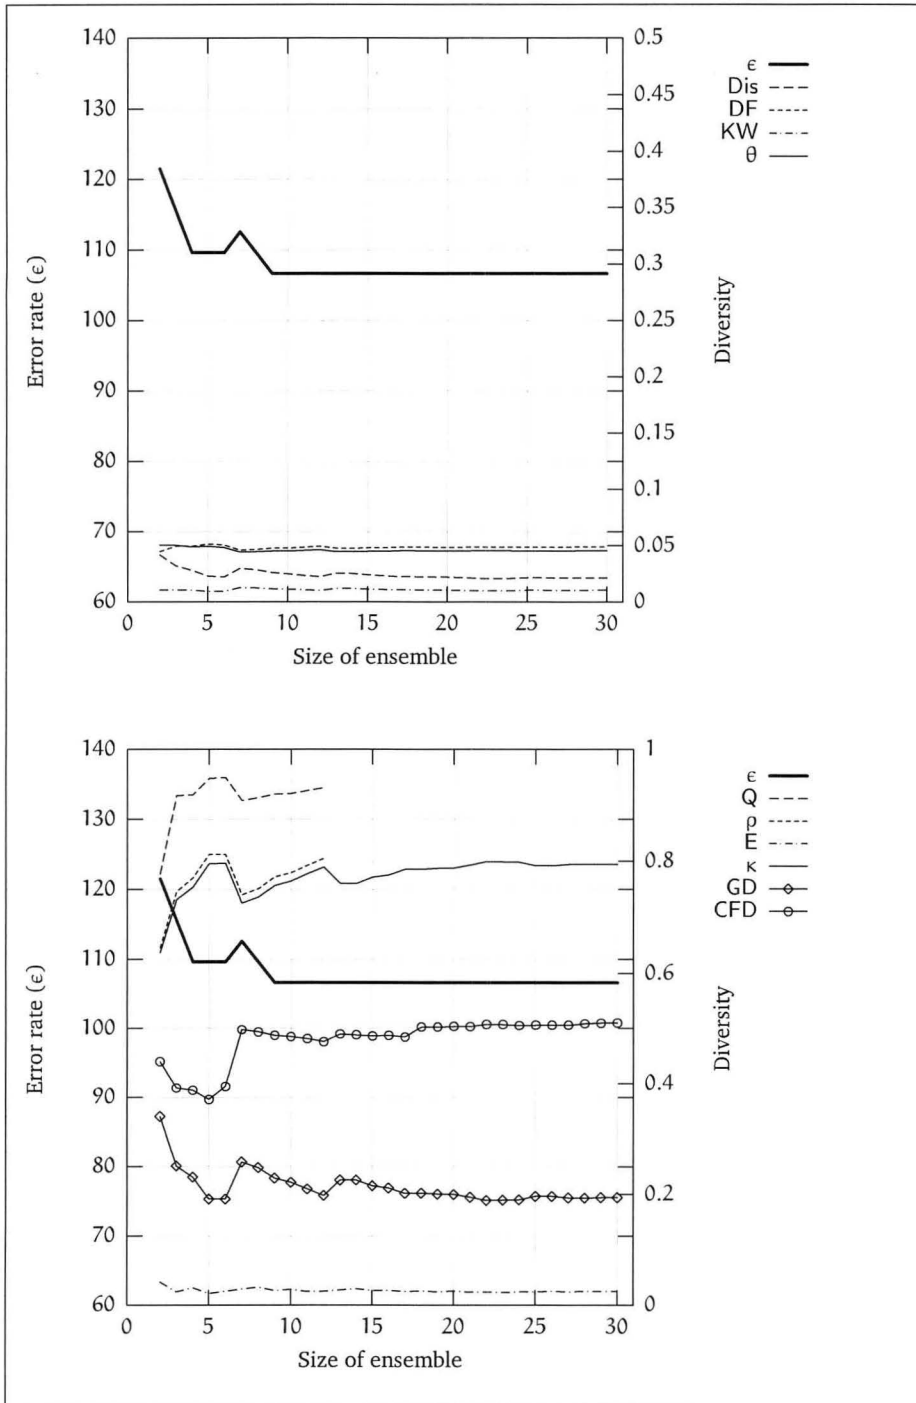 140
130
120
110
100
90
80
70
60
Error rate (ϵ)
0.5
0.45
0.4
0.35
0.3
0.25
0.2
0.15
0.1
0.05
0
Diversity
0 5 10 15 20 25 30
Size of ensemble
ϵ
Dis
DF
KW
θ
140
130
120
110
100
90
80
70
60
Error rate (ϵ)
1
0.8
0.6
0.4
0.2
0
Diversity
0 5 10 15 20 25 30
Size of ensemble
ϵ
Q
ρ
E
κ
GD
CFD